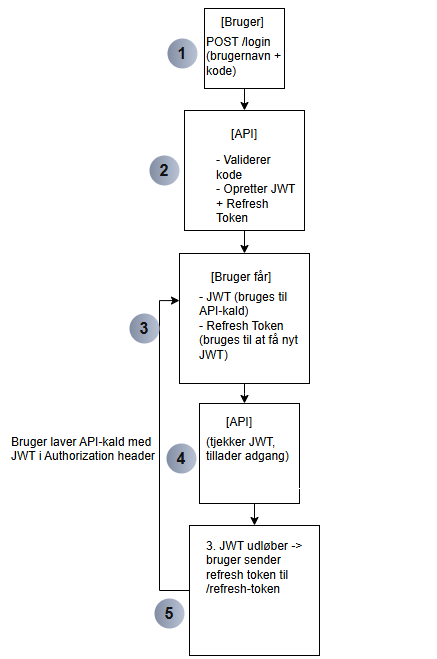 [Bruger]
POST /login
(brugernavn +
kode)
1
[API]
- Validerer
kode
- Opretter JWT
+ Refresh
Token
2
[Bruger får]
- JWT (bruges til
API-kald)
- Refresh Token
(bruges til at få nyt
JWT)
3
[API]
(tjekker JWT,
tillader adgang)
4
Bruger laver API-kald med
JWT i Authorization header
3. JWT udløber ->
bruger sender
refresh token til
/refresh-token
5